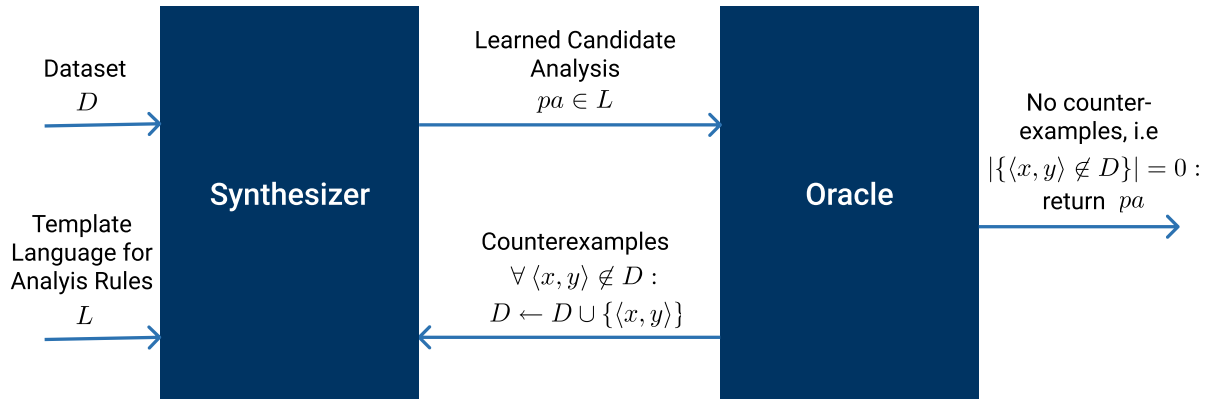 Dataset
D
Template
Language for
Analyis Rules
L
Synthesizer
Learned Candidate
Analysis
pa ∈ L
Counterexamples
∀ ⟨x, y⟩ ∉ D :
D ← D ∪ {⟨x, y⟩}
Oracle
No counter-
examples, i.e
|{⟨x, y⟩ ∉ D}| = 0 :
return pa